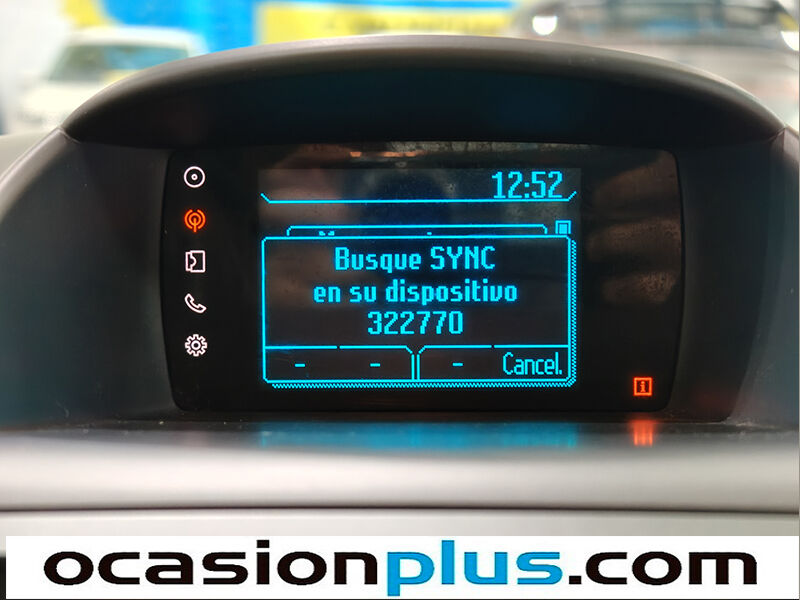 12:52
Busque SYNC
en su dispositivo
322770
- - - Cancel.
ocasionplus.com